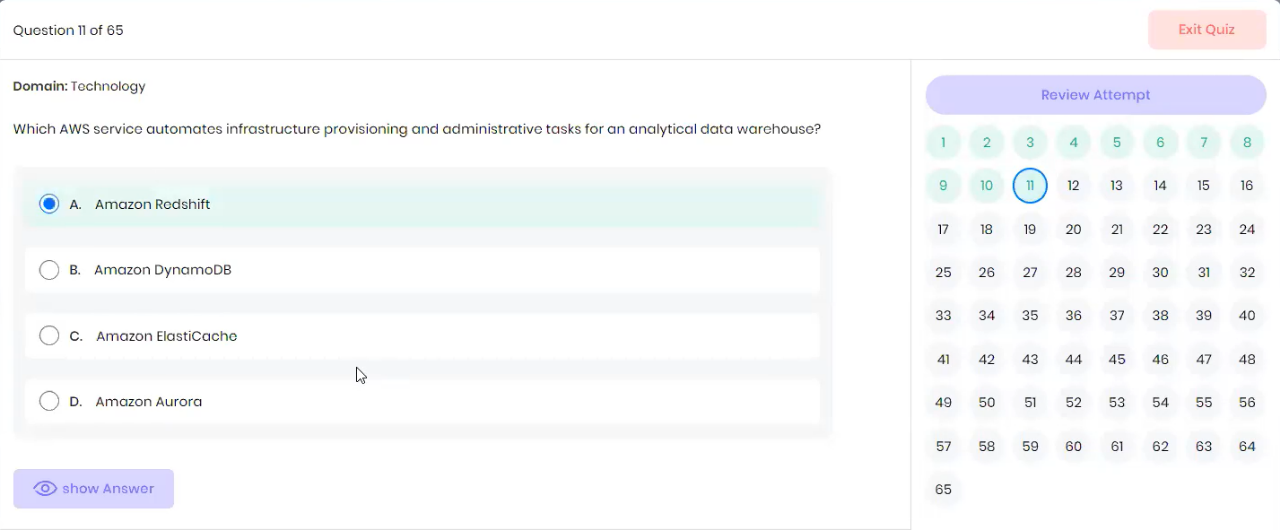 Question 11 of 65
Exit Quiz
Domain: Technology
Which AWS service automates infrastructure provisioning and administrative tasks for an analytical data warehouse?
A. Amazon Redshift
B. Amazon DynamoDB
C. Amazon ElastiCache
D. Amazon Aurora
show Answer
Review Attempt
1 2 3 4 5 6 7 8
9 10 11 12 13 14 15 16
17 18 19 20 21 22 23 24
25 26 27 28 29 30 31 32
33 34 35 36 37 38 39 40
41 42 43 44 45 46 47 48
49 50 51 52 53 54 55 56
57 58 59 60 61 62 63 64
65